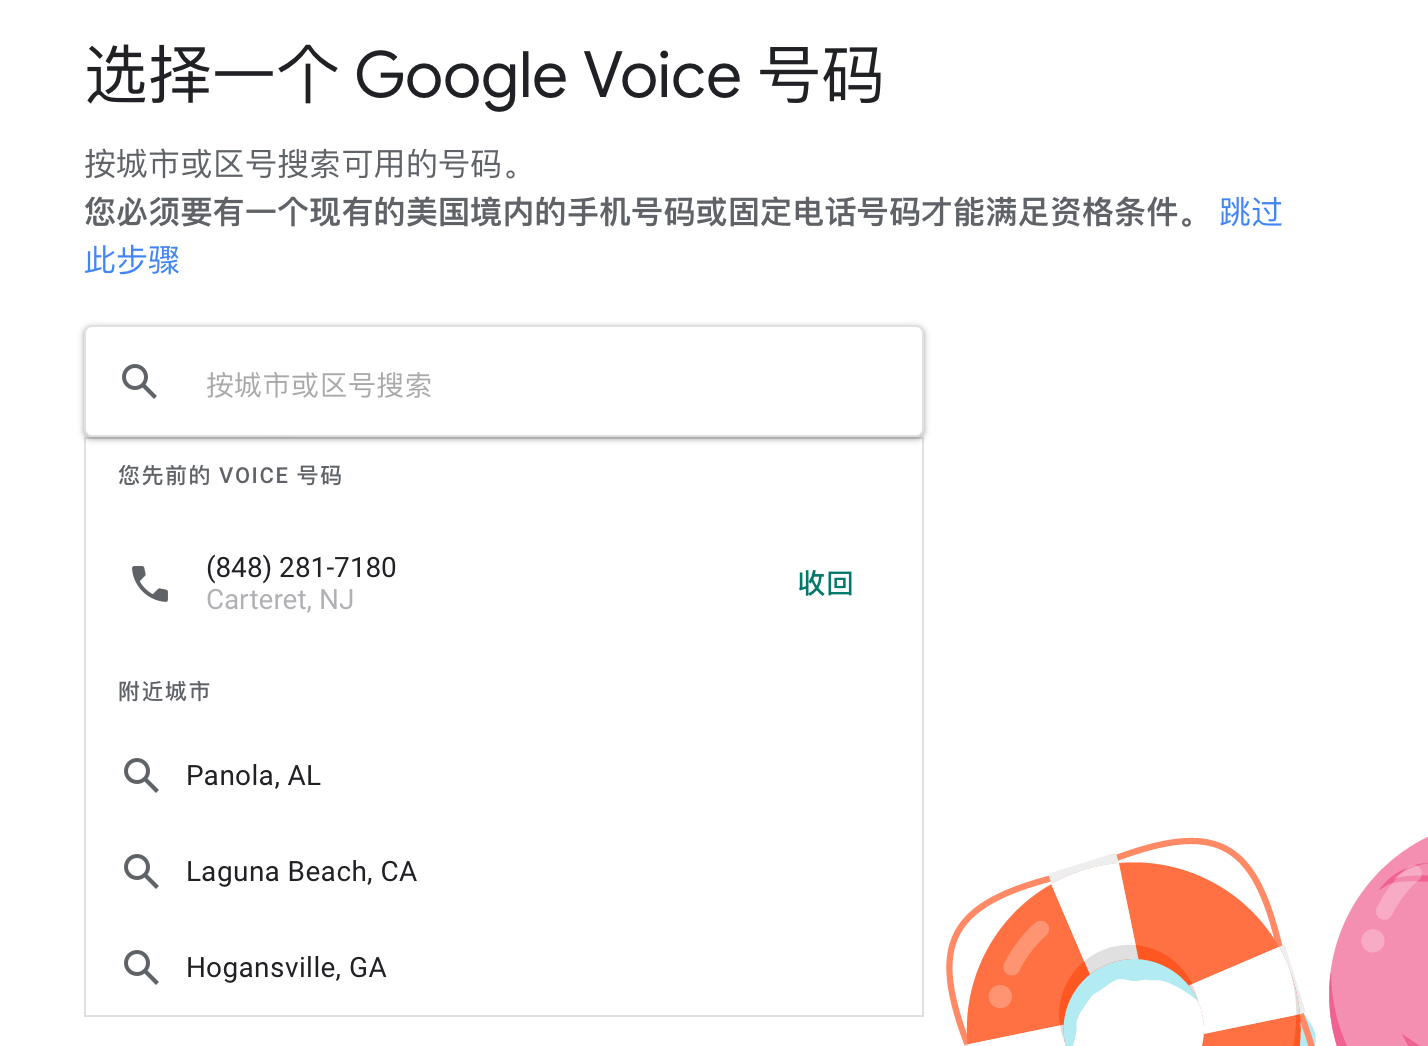 选择一个 Google Voice 号码
按城市或区号搜索可用的号码。
您必须要有一个现有的美国境内的手机号码或固定电话号码才能满足资格条件。 跳过
此步骤
按城市或区号搜索
您先前的 VOICE 号码
(848) 281-7180
收回
Carteret, NJ
附近城市
Panola, AL
Laguna Beach, CA
Hogansville, GA